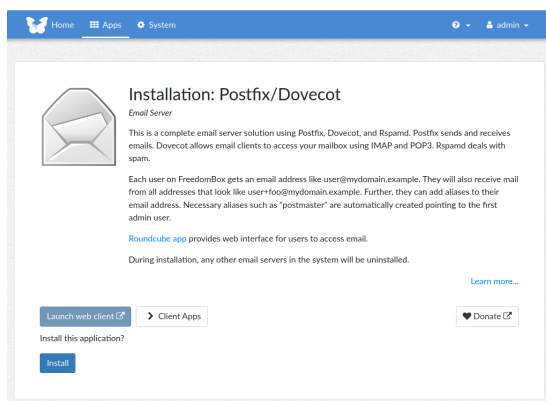 Home Apps System admin
Installation: Postfix/Dovecot
Email Server
This is a complete email server solution using Postfix, Dovecot, and Rspamd. Postfix sends and receives
emails. Dovecot allows email clients to access your mailbox using IMAP and POP3. Rspamd deals with
spam.
Each user on FreedomBox gets an email address like user@mydomain.example. They will also receive mail
from all addresses that look like user+foo@mydomain.example. Further, they can add aliases to their
email address. Necessary aliases such as "postmaster" are automatically created pointing to the first
admin user.
Roundcube app provides web interface for users to access email.
During installation, any other email servers in the system will be uninstalled.
Learn more...
Launch web client Client Apps Donate
Install this application?
Install